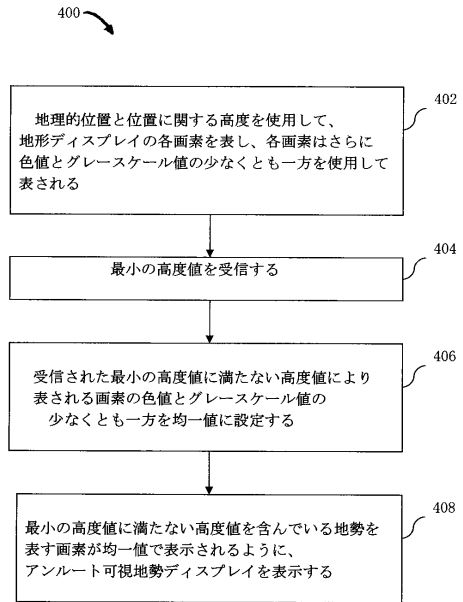 400
402
地理的位置と位置に関する高度を使用して、
地形ディスプレイの各画素を表し、各画素はさらに
色値とグレースケール値の少なくとも一方を使用して
表される
404
最小の高度値を受信する
406
受信された最小の高度値に満たない高度値により
表される画素の色値とグレースケール値の
少なくとも一方を均一値に設定する
408
最小の高度値に満たない高度値を含んでいる地勢を
表す画素が均一値で表示されるように、
アンルート可視地勢ディスプレイを表示する